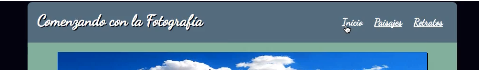 Comenzando con la Fotografía
Inicio Paisajes Retratos